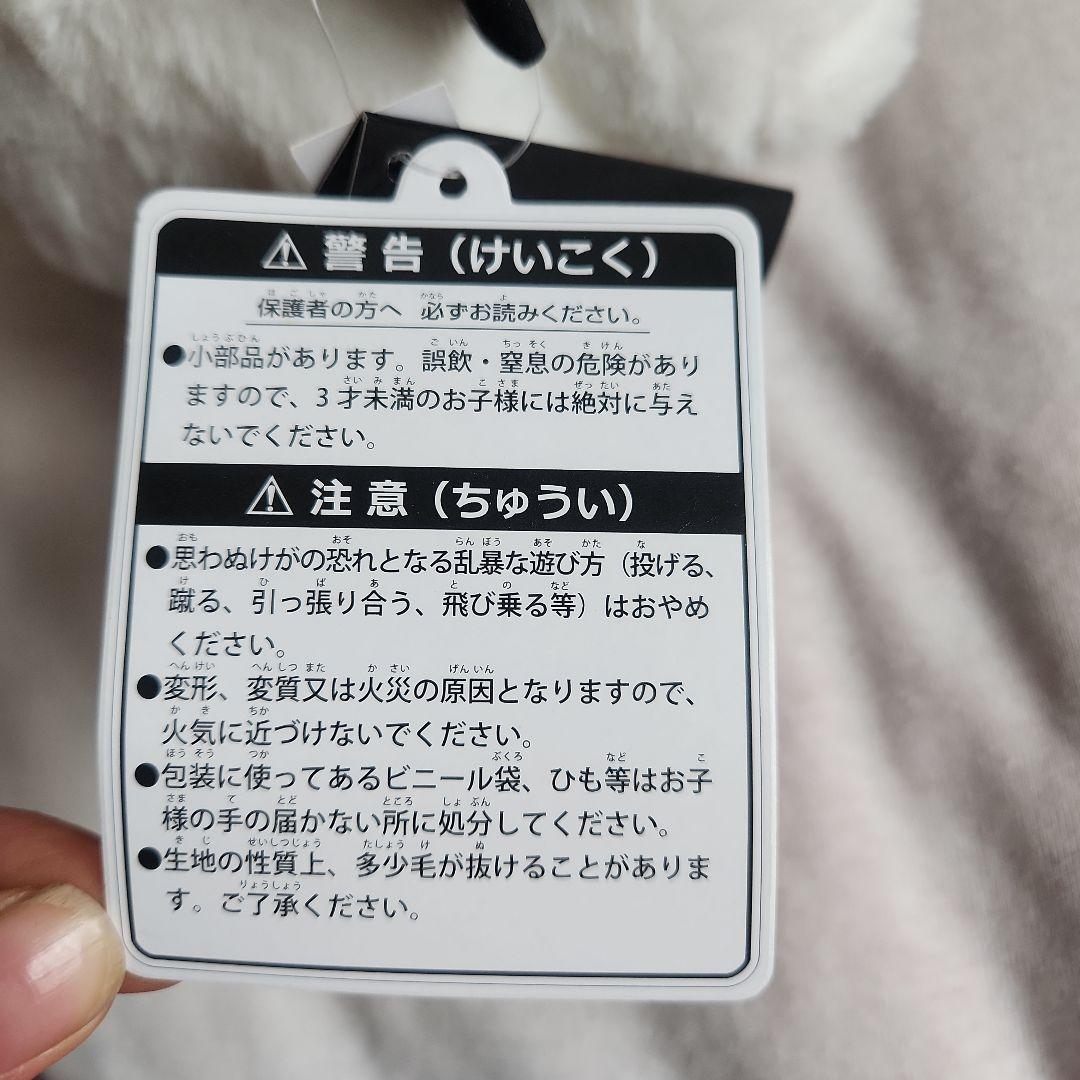 ⚠ 警告（けいこく）
保護者の方へ 必ずお読みください。
●小部品があります。誤飲・窒息の危険があり
ますので、3才未満のお子様には絶対に与え
ないでください。
⚠ 注意（ちゅうい）
●思わぬけがの恐れとなる乱暴な遊び方（投げる、
蹴る、引っ張り合う、飛び乗る等）はおやめ
ください。
●変形、変質又は火災の原因となりますので、
火気に近づけないでください。
●包装に使ってあるビニール袋、ひも等はお子
様の手の届かない所に処分してください。
●生地の性質上、多少毛が抜けることがありま
す。ご了承ください。